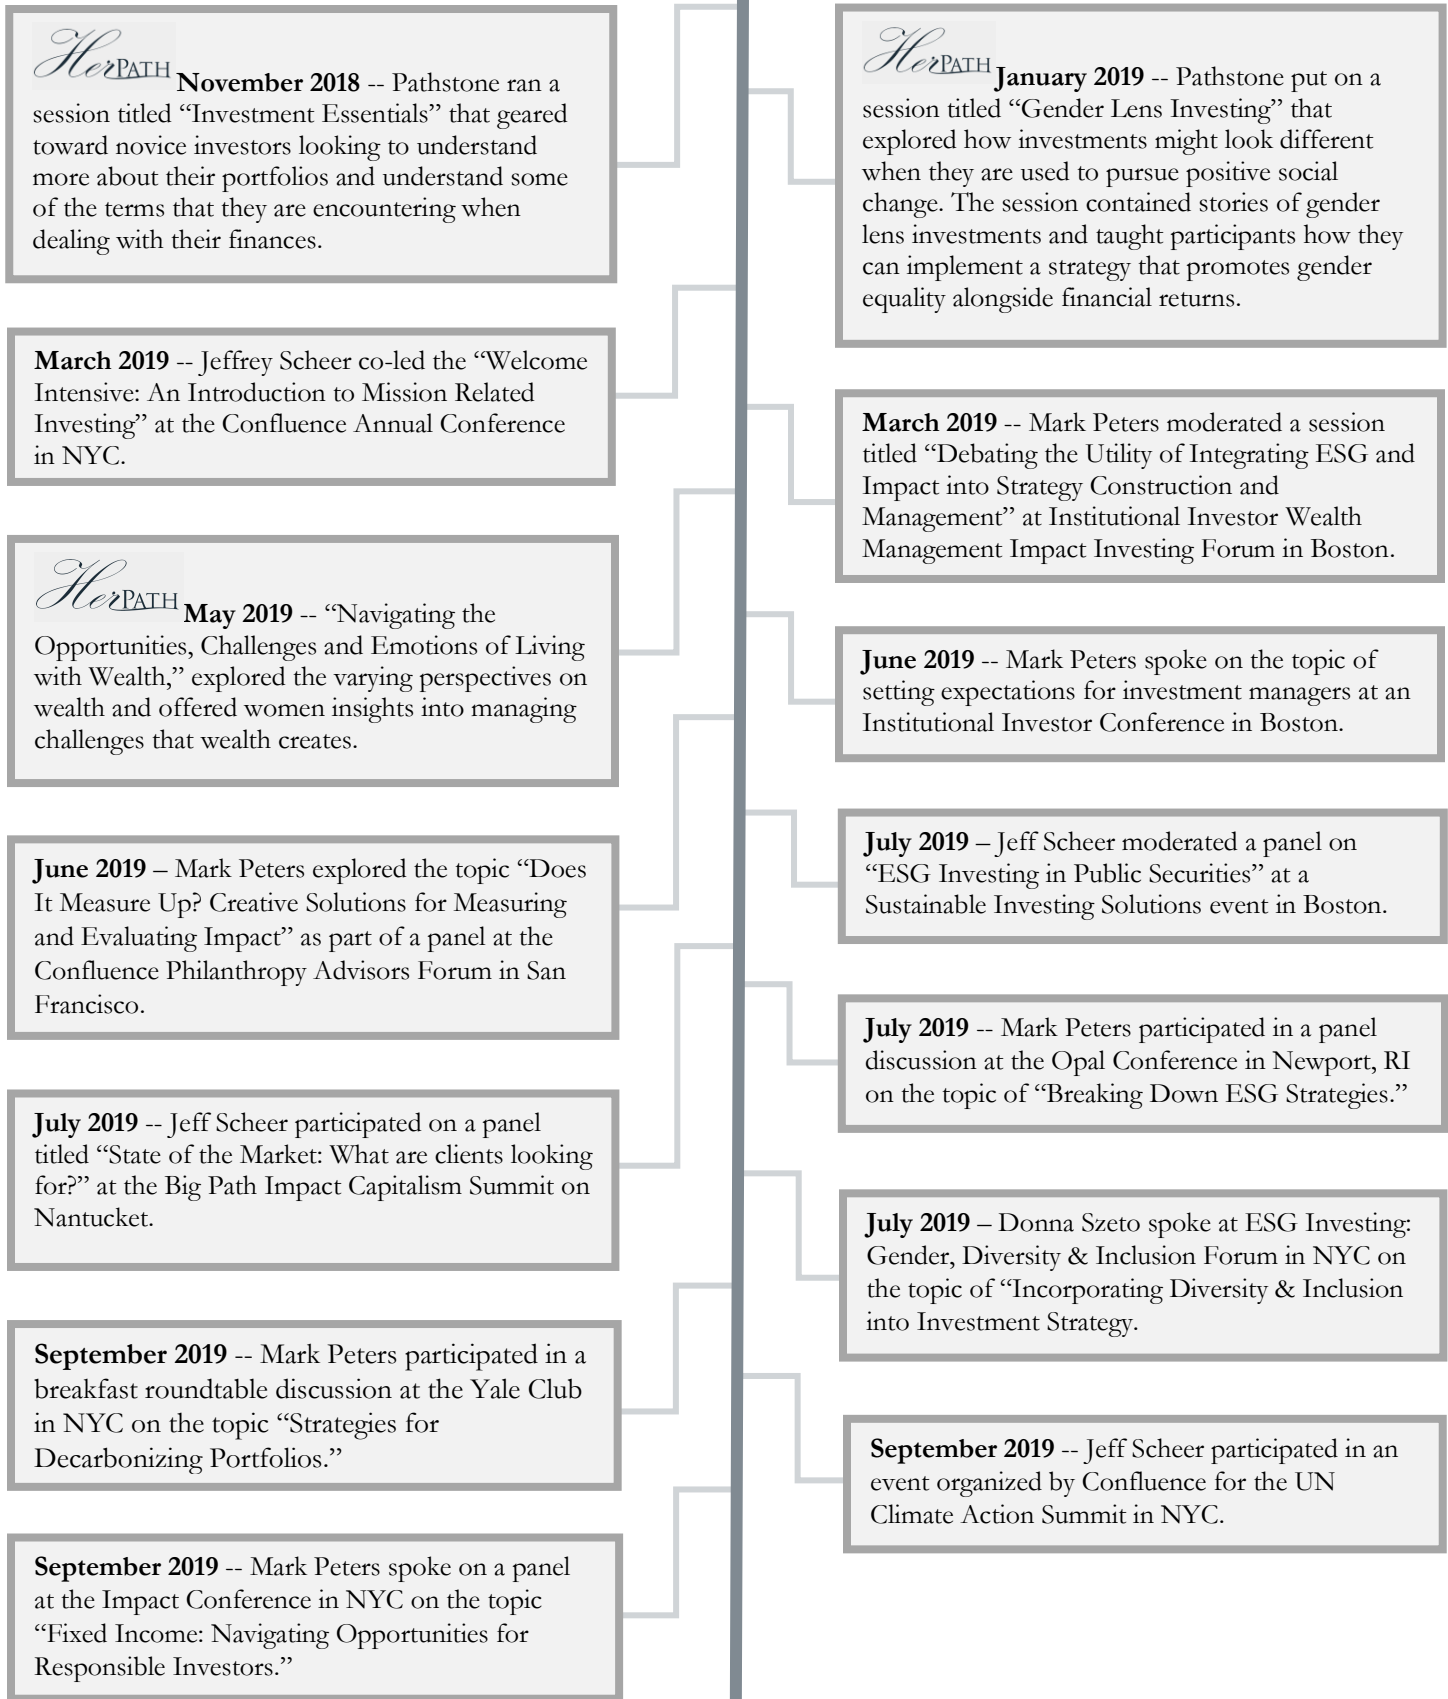 HerPATH November 2018 -- Pathstone ran a
session titled “Investment Essentials” that geared
toward novice investors looking to understand
more about their portfolios and understand some
of the terms that they are encountering when
dealing with their finances.
HerPATH January 2019 -- Pathstone put on a
session titled “Gender Lens Investing” that
explored how investments might look different
when they are used to pursue positive social
change. The session contained stories of gender
lens investments and taught participants how they
can implement a strategy that promotes gender
equality alongside financial returns.
March 2019 -- Jeffrey Scheer co-led the “Welcome
Intensive: An Introduction to Mission Related
Investing” at the Confluence Annual Conference
in NYC.
March 2019 -- Mark Peters moderated a session
titled “Debating the Utility of Integrating ESG and
Impact into Strategy Construction and
Management” at Institutional Investor Wealth
Management Impact Investing Forum in Boston.
HerPATH May 2019 -- “Navigating the
Opportunities, Challenges and Emotions of Living
with Wealth,” explored the varying perspectives on
wealth and offered women insights into managing
challenges that wealth creates.
June 2019 -- Mark Peters spoke on the topic of
setting expectations for investment managers at an
Institutional Investor Conference in Boston.
June 2019 – Mark Peters explored the topic “Does
It Measure Up? Creative Solutions for Measuring
and Evaluating Impact” as part of a panel at the
Confluence Philanthropy Advisors Forum in San
Francisco.
July 2019 – Jeff Scheer moderated a panel on
“ESG Investing in Public Securities” at a
Sustainable Investing Solutions event in Boston.
July 2019 -- Mark Peters participated in a panel
discussion at the Opal Conference in Newport, RI
on the topic of “Breaking Down ESG Strategies.”
July 2019 -- Jeff Scheer participated on a panel
titled “State of the Market: What are clients looking
for?” at the Big Path Impact Capitalism Summit on
Nantucket.
July 2019 – Donna Szeto spoke at ESG Investing:
Gender, Diversity & Inclusion Forum in NYC on
the topic of “Incorporating Diversity & Inclusion
into Investment Strategy.
September 2019 -- Mark Peters participated in a
breakfast roundtable discussion at the Yale Club
in NYC on the topic “Strategies for
Decarbonizing Portfolios.”
September 2019 -- Jeff Scheer participated in an
event organized by Confluence for the UN
Climate Action Summit in NYC.
September 2019 -- Mark Peters spoke on a panel
at the Impact Conference in NYC on the topic
“Fixed Income: Navigating Opportunities for
Responsible Investors.”